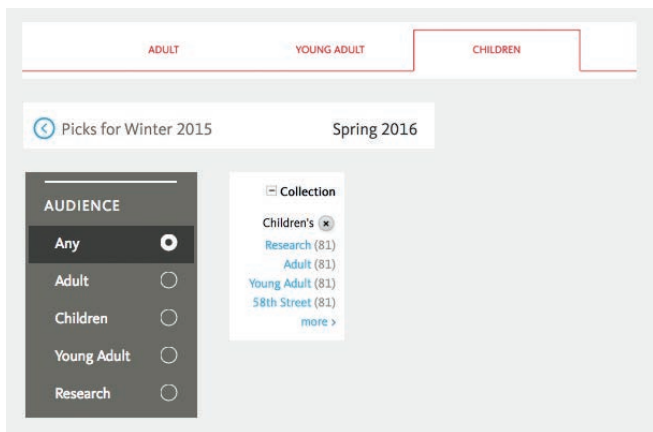 ADULT YOUNG ADULT CHILDREN
Picks for Winter 2015 Spring 2016
AUDIENCE
Any
Adult
Children
Young Adult
Research
Collection
Children's
Research (81)
Adult (81)
Young Adult (81)
58th Street (81)
more >